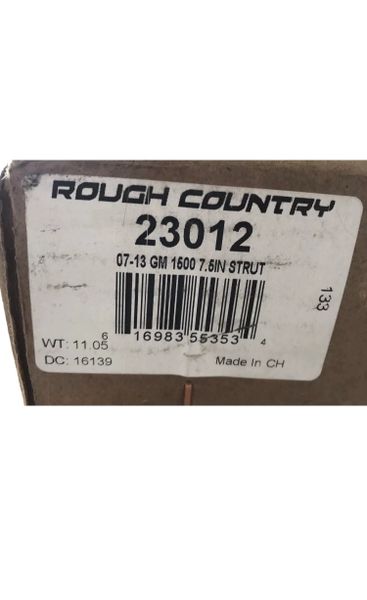 ROUGH COUNTRY
23012
07-13 GM 1500 7.5IN STRUT
133
6 16983 55353 4
WT: 11.05
DC: 16139
Made In CH